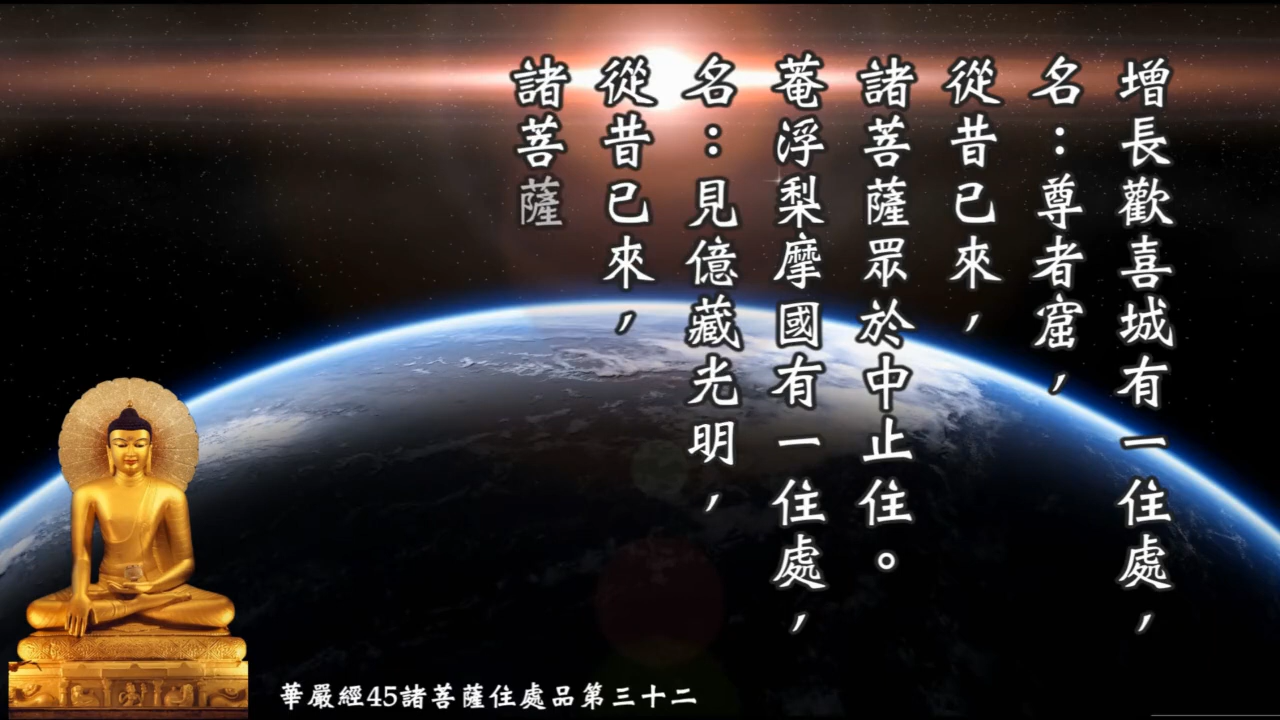 增長歡喜城有一住處，
名：尊者窟，
從昔已來，
諸菩薩眾於中止住。
菴浮梨摩國有一住處，
名：見億藏光明，
從昔已來，
諸菩薩
華嚴經45諸菩薩住處品第三十二